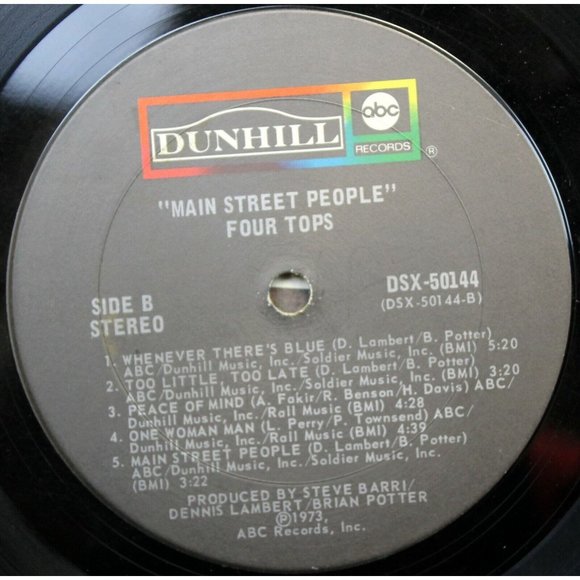 DUNHILL
abc
RECORDS
®
"MAIN STREET PEOPLE"
FOUR TOPS
SIDE B
STEREO
DSX-50144
(DSX-50144-B)
1. WHENEVER THERE'S BLUE (D. Lambert/B. Potter)
ABC/Dunhill Music, Inc./Soldier Music, Inc. (BMI) 5:20
2. TOO LITTLE, TOO LATE (D. Lambert/B. Potter)
ABC/Dunhill Music, Inc./Soldier Music, Inc. (BMI) 3:20
3. PEACE OF MIND (A. Fakir/R. Benson/H. Davis) ABC/
Dunhill Music, Inc./Rall Music (BMI) 4:28
4. ONE WOMAN MAN (L. Perry/P. Townsend) ABC/
Dunhill Music, Inc./Rall Music (BMI) 4:39
5. MAIN STREET PEOPLE (D. Lambert/B. Potter)
ABC/Dunhill Music, Inc./Soldier Music, Inc.
(BMI) 3:22
PRODUCED BY STEVE BARRI/
DENNIS LAMBERT/BRIAN POTTER
℗1973,
ABC Records, Inc.